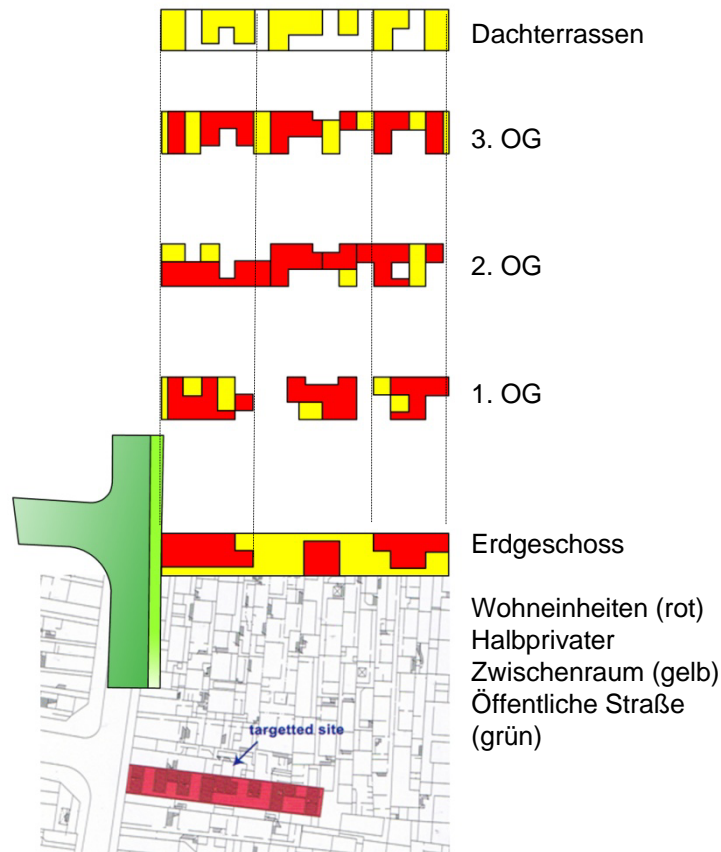 Dachterrassen
3. OG
2. OG
1. OG
Erdgeschoss
Wohneinheiten (rot)
Halbprivater
Zwischenraum (gelb)
Öffentliche Straße
(grün)
targetted site